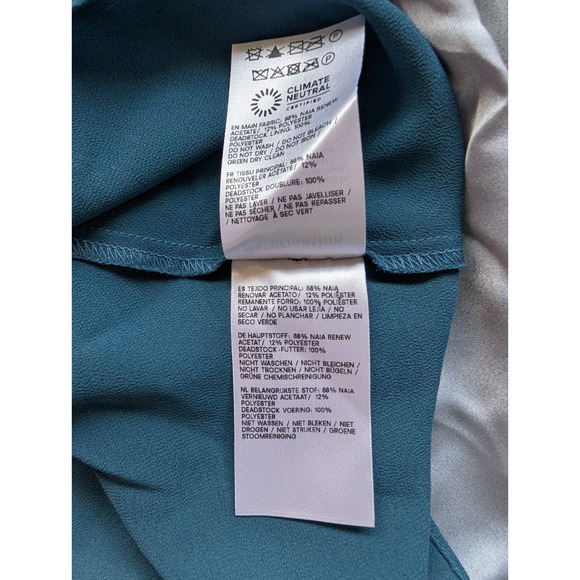 CLIMATE
NEUTRAL
CERTIFIED
EN MAIN FABRIC: 88% NAIA RENEW
ACETATE/ 12% POLYESTER
DEADSTOCK LINING: 100%
POLYESTER
DO NOT WASH / DO NOT BLEACH /
DO NOT DRY / DO NOT IRON /
GREEN DRY CLEAN
FR TISSU PRINCIPAL: 88% NAIA
RENOUVELER ACETATE/ 12%
POLYESTER
DEADSTOCK DOUBLURE: 100%
POLYESTER
NE PAS LAVER / NE PAS JAVELLISER /
NE PAS SÉCHER / NE PAS REPASSER
/ NETTOYAGE À SEC VERT
ES TEJIDO PRINCIPAL: 88% NAIA
RENOVAR ACETATO/ 12% POLIÉSTER
REMANENTE FORRO: 100% POLIÉSTER
NO LAVAR / NO USAR LEJÍA / NO
SECAR / NO PLANCHAR / LIMPIEZA EN
SECO VERDE
DE HAUPTSTOFF: 88% NAIA RENEW
ACETAT/ 12% POLYESTER
DEADSTOCK-FUTTER: 100%
POLYESTER
NICHT WASCHEN / NICHT BLEICHEN /
NICHT TROCKNEN / NICHT BÜGELN /
GRÜNE CHEMISCHREINIGUNG
NL BELANGRIJKSTE STOF: 88% NAIA
VERNIEUWD ACETAAT/ 12%
POLYESTER
DEADSTOCK VOERING: 100%
POLYESTER
NIET WASSEN / NIET BLEKEN / NIET
DROGEN / NIET STRIJKEN / GROENE
STOOMREINIGING